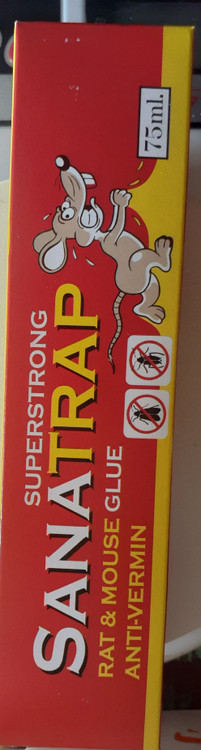 SUPERSTRONG
SANATRAP
RAT & MOUSE GLUE
ANTI-VERMIN
75ml.